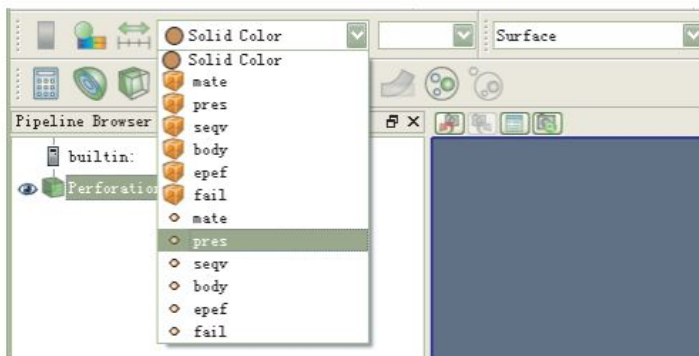 Solid Color
Surface
Solid Color
mate
pres
seqv
body
epef
fail
mate
pres
seqv
body
epef
fail
Pipeline Browser
builtin:
Perforation